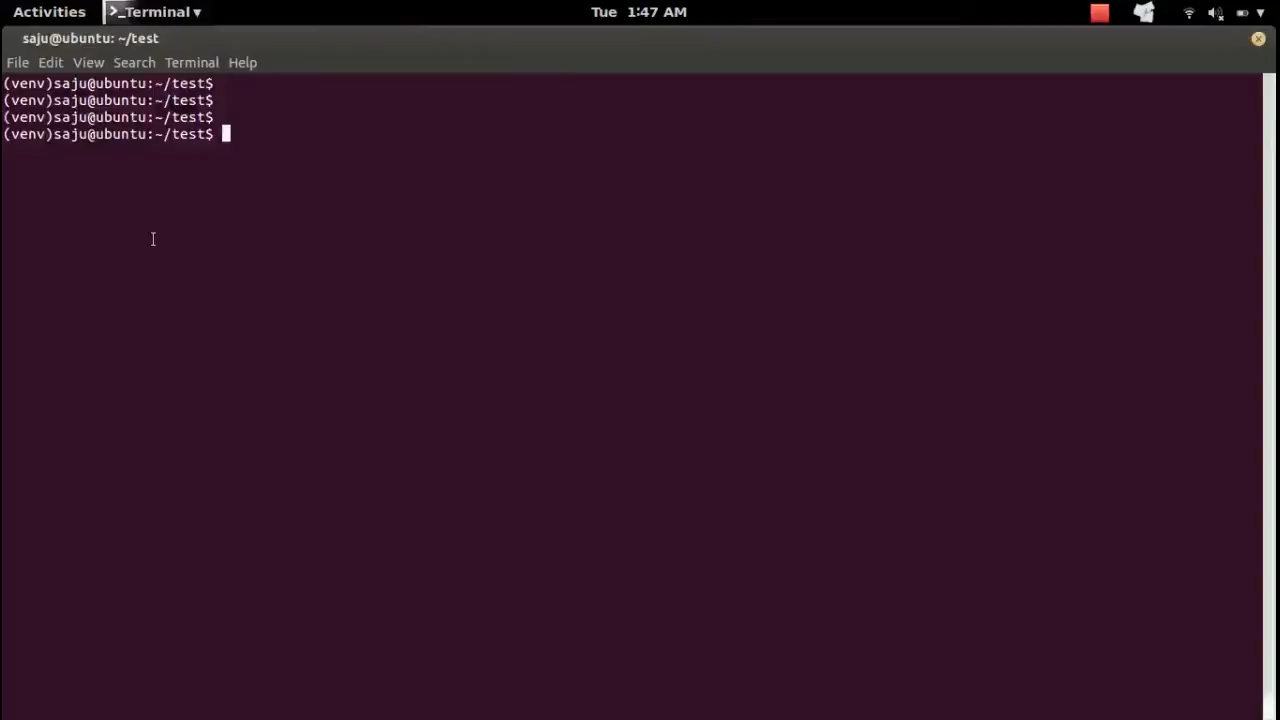 Activities >_Terminal ▾ Tue 1:47 AM
saju@ubuntu: ~/test
File Edit View Search Terminal Help
(venv)saju@ubuntu:~/test$
(venv)saju@ubuntu:~/test$
(venv)saju@ubuntu:~/test$
(venv)saju@ubuntu:~/test$